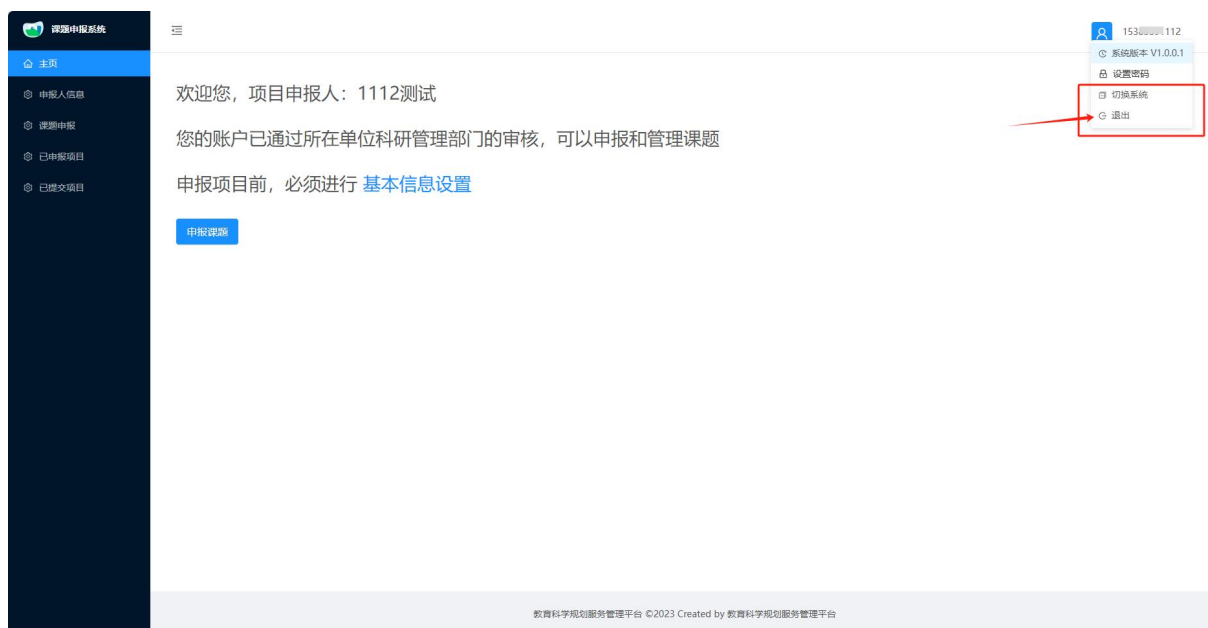 课题申报系统
主页
申报人信息
课题申报
已申报项目
已提交项目
112
系统版本 V1.0.0.1
设置密码
切换系统
退出
欢迎您，项目申报人：1112测试
您的账户已通过所在单位科研管理部门的审核，可以申报和管理课题
申报项目前，必须进行 基本信息设置
申报课题
教育科学规划服务管理平台 ©2023 Created by 教育科学规划服务管理平台